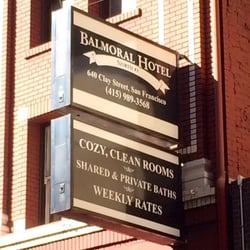 BALMORAL HOTEL
640 Clay Street, San Francisco
(415) 989-3568
COZY, CLEAN ROOMS
SHARED & PRIVATE BATHS
WEEKLY RATES